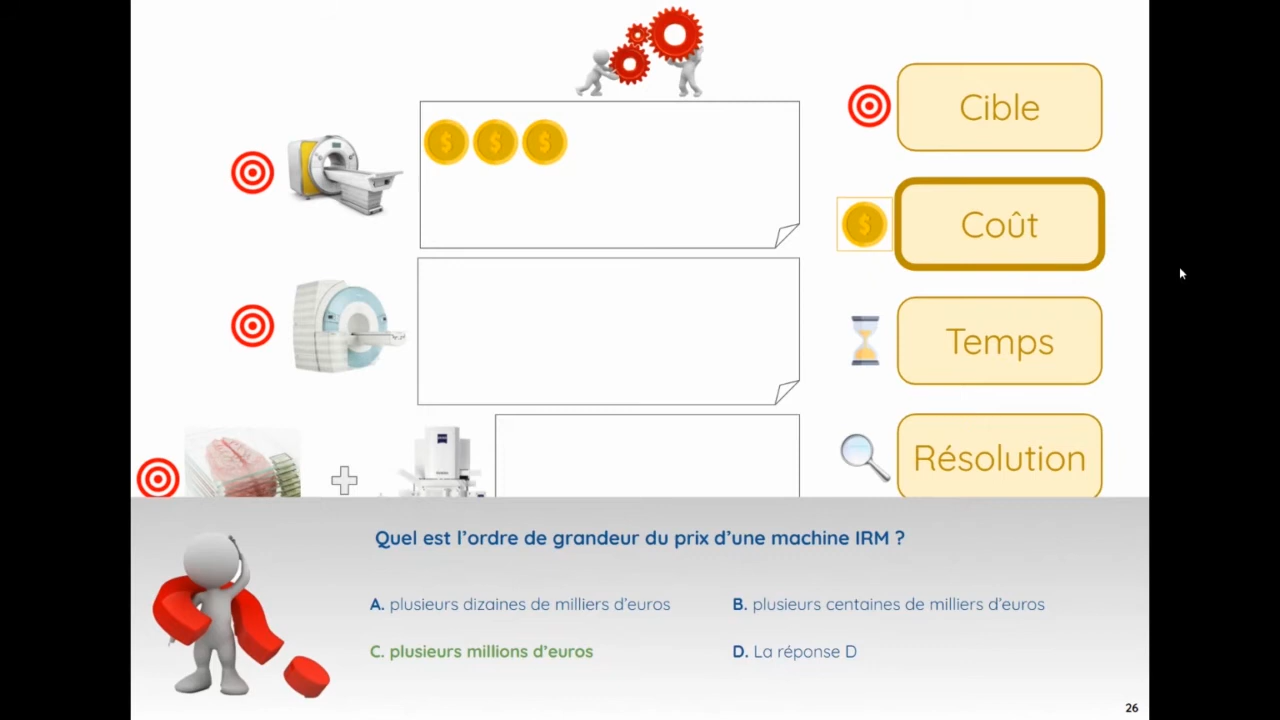 Cible
Coût
Temps
Résolution
Quel est l’ordre de grandeur du prix d’une machine IRM ?
A. plusieurs dizaines de milliers d’euros
B. plusieurs centaines de milliers d’euros
C. plusieurs millions d’euros
D. La réponse D
26